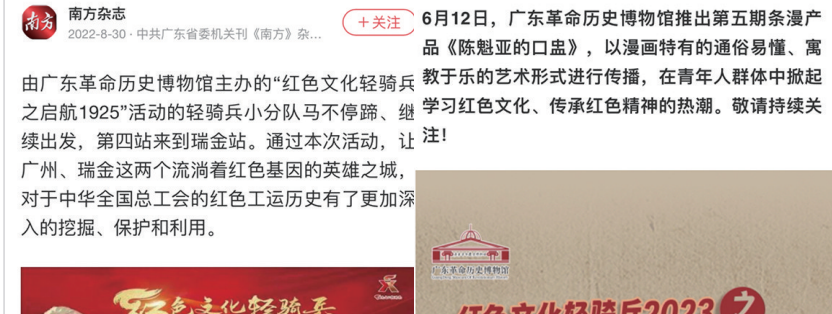 南方
南方杂志
2022-8-30 · 中共广东省委机关刊《南方》杂...
+关注
由广东革命历史博物馆主办的“红色文化轻骑兵
之启航1925”活动的轻骑兵小分队马不停蹄、继
续出发，第四站来到瑞金站。通过本次活动，让
广州、瑞金这两个流淌着红色基因的英雄之城，
对于中华全国总工会的红色工运历史有了更加深
入的挖掘、保护和利用。
红色文化轻骑兵
6月12日，广东革命历史博物馆推出第五期条漫产
品《陈魁亚的口盅》，以漫画特有的通俗易懂、寓
教于乐的艺术形式进行传播，在青年人群体中掀起
学习红色文化、传承红色精神的热潮。敬请持续关
注！
广东革命历史博物馆
红色文化轻骑兵2023之